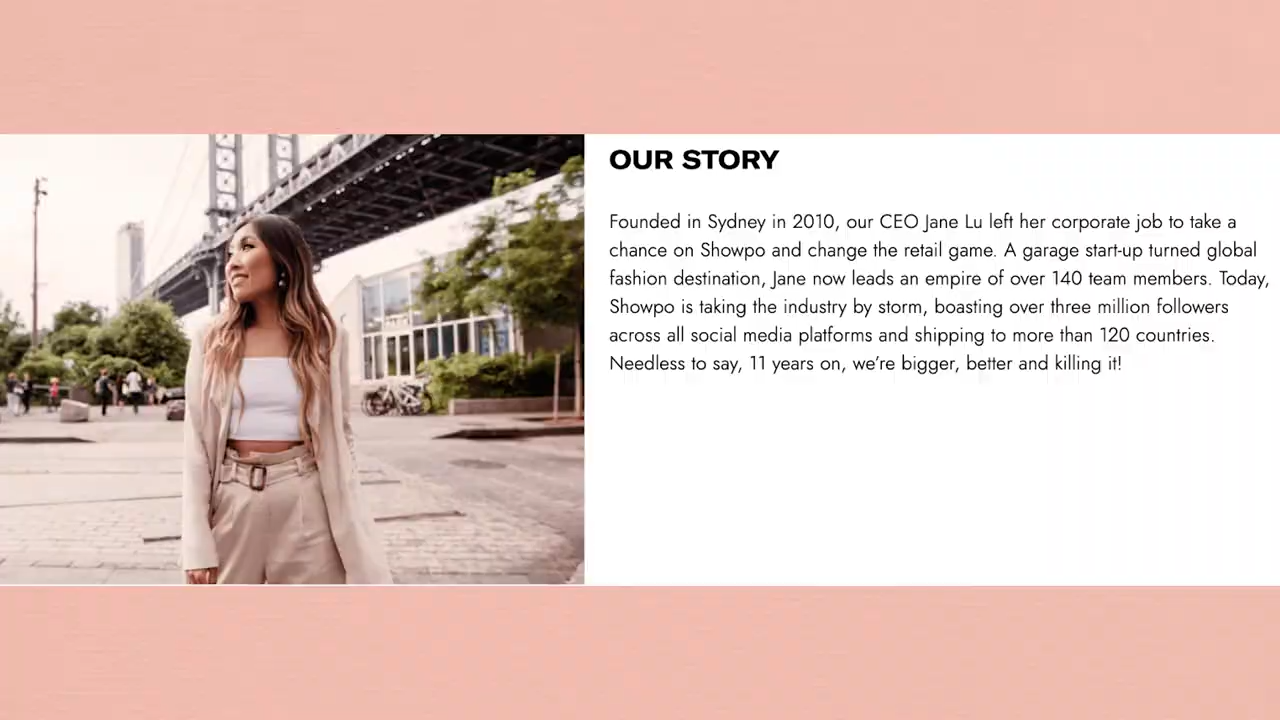 OUR STORY
Founded in Sydney in 2010, our CEO Jane Lu left her corporate job to take a
chance on Showpo and change the retail game. A garage start-up turned global
fashion destination, Jane now leads an empire of over 140 team members. Today,
Showpo is taking the industry by storm, boasting over three million followers
across all social media platforms and shipping to more than 120 countries.
Needless to say, 11 years on, we’re bigger, better and killing it!